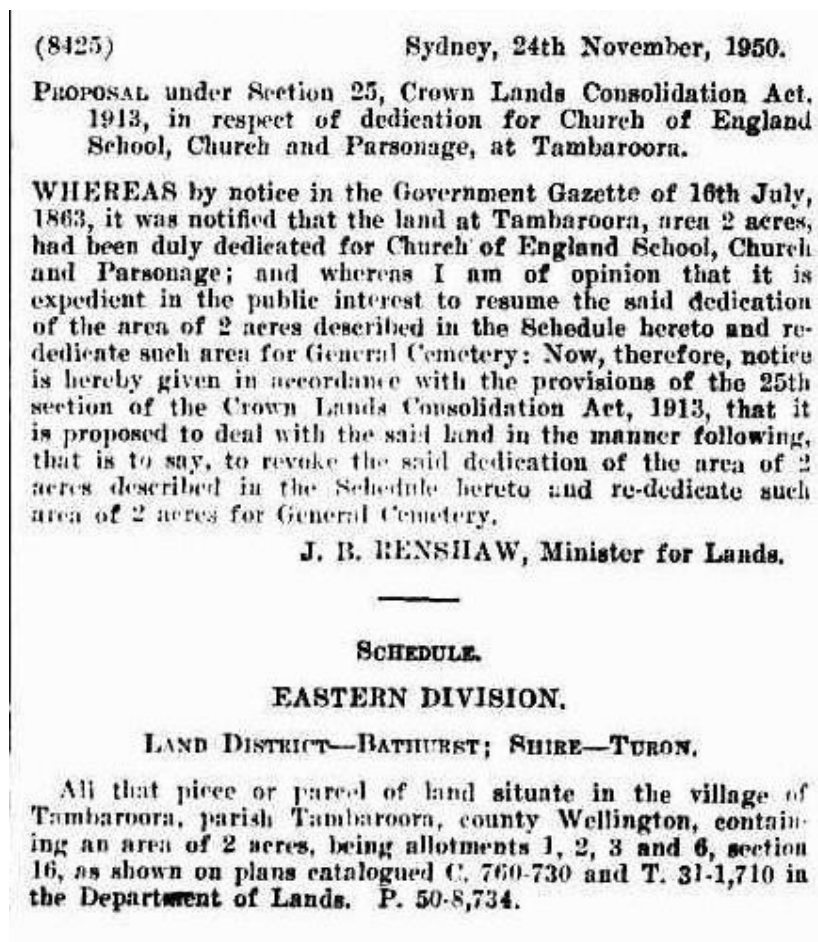 (8425) Sydney, 24th November, 1950.
PROPOSAL under Section 25, Crown Lands Consolidation Act,
1913, in respect of dedication for Church of England
School, Church and Parsonage, at Tambaroora.
WHEREAS by notice in the Government Gazette of 16th July,
1863, it was notified that the land at Tambaroora, area 2 acres,
had been duly dedicated for Church of England School, Church
and Parsonage; and whereas I am of opinion that it is
expedient in the public interest to resume the said dedication
of the area of 2 acres described in the Schedule hereto and re-
dedicate such area for General Cemetery: Now, therefore, notice
is hereby given in accordance with the provisions of the 25th
section of the Crown Lands Consolidation Act, 1913, that it
is proposed to deal with the said land in the manner following,
that is to say, to revoke the said dedication of the area of 2
acres described in the Schedule hereto and re-dedicate such
area of 2 acres for General Cemetery.
J. B. RENSHAW, Minister for Lands.
SCHEDULE.
EASTERN DIVISION.
LAND DISTRICT—BATHURST; SHIRE—TURON.
All that piece or parcel of land situate in the village of
Tambaroora, parish Tambaroora, county Wellington, contain-
ing an area of 2 acres, being allotments 1, 2, 3 and 6, section
16, as shown on plans catalogued C. 760-730 and T. 31-1,710 in
the Department of Lands. P. 50-8,734.